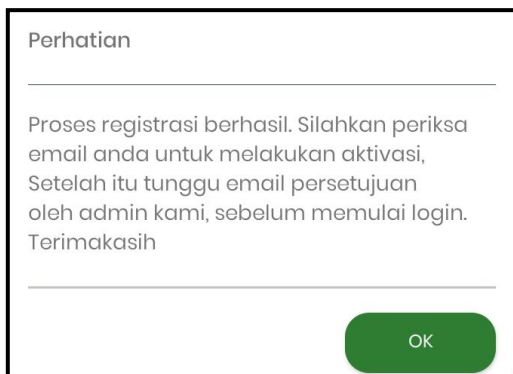 Perhatian
Proses registrasi berhasil. Silahkan periksa
email anda untuk melakukan aktivasi,
Setelah itu tunggu email persetujuan
oleh admin kami, sebelum memulai login.
Terimakasih
OK